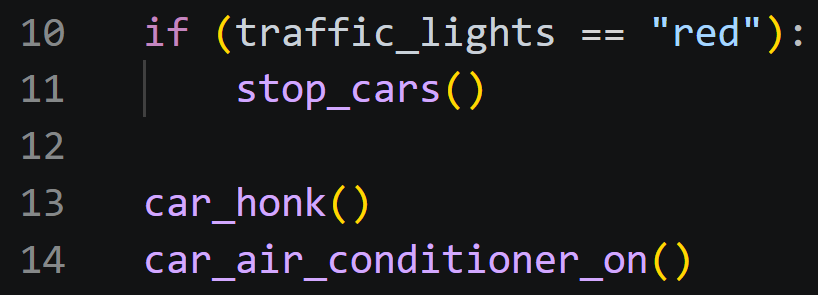 10 if (traffic_lights == "red"):
11 stop_cars()
12
13 car_honk()
14 car_air_conditioner_on()